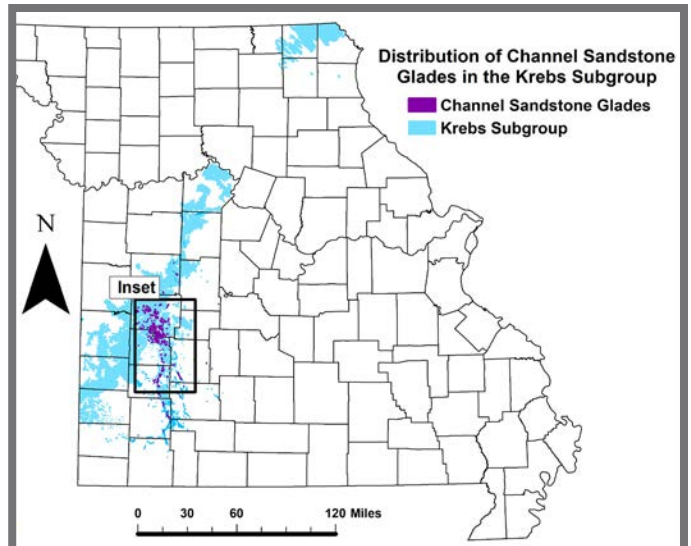 Distribution of Channel Sandstone
Glades in the Krebs Subgroup
Channel Sandstone Glades
Krebs Subgroup
N
Inset
0 30 60 120 Miles